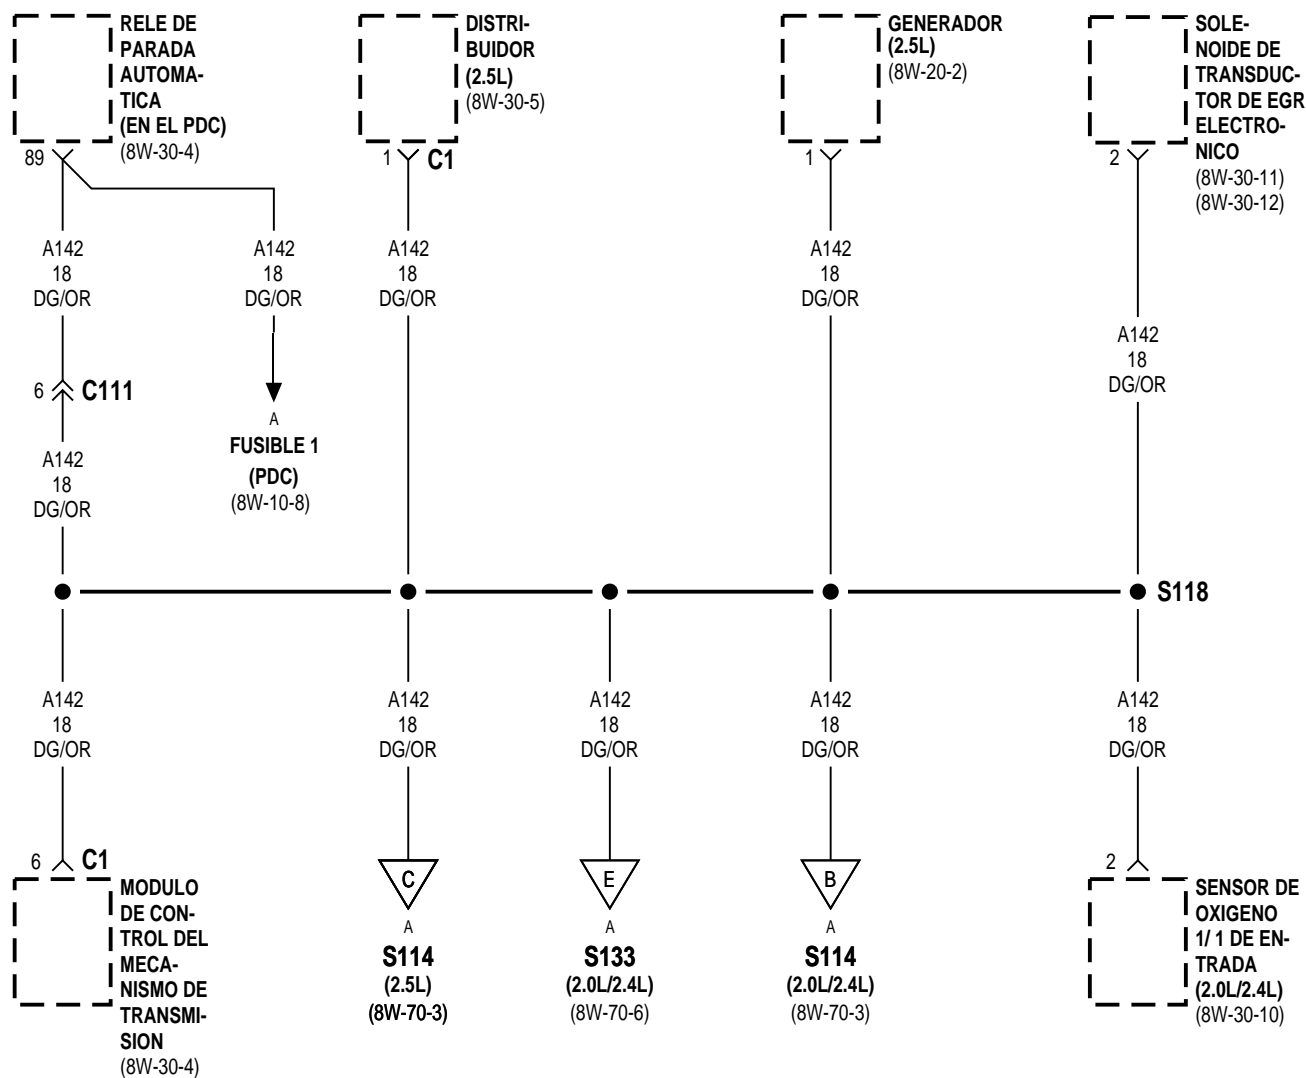 RELE DE
PARADA
AUTOMA-
TICA
(EN EL PDC)
(8W-30-4)
89
DISTRI-
BUIDOR
(2.5L)
(8W-30-5)
1
C1
GENERADOR
(2.5L)
(8W-20-2)
1
SOLE-
NOIDE DE
TRANSDUC-
TOR DE EGR
ELECTRO-
NICO
(8W-30-11)
(8W-30-12)
2
A142
18
DG/OR
A142
18
DG/OR
A142
18
DG/OR
A142
18
DG/OR
A142
18
DG/OR
6
C111
A
FUSIBLE 1
(PDC)
(8W-10-8)
A142
18
DG/OR
S118
A142
18
DG/OR
A142
18
DG/OR
A142
18
DG/OR
A142
18
DG/OR
A142
18
DG/OR
6
C1
MODULO
DE CON-
TROL DEL
MECA-
NISMO DE
TRANSMI-
SION
(8W-30-4)
C
A
S114
(2.5L)
(8W-70-3)
E
A
S133
(2.0L/2.4L)
(8W-70-6)
B
A
S114
(2.0L/2.4L)
(8W-70-3)
2
SENSOR DE
OXIGENO
1/ 1 DE EN-
TRADA
(2.0L/2.4L)
(8W-30-10)